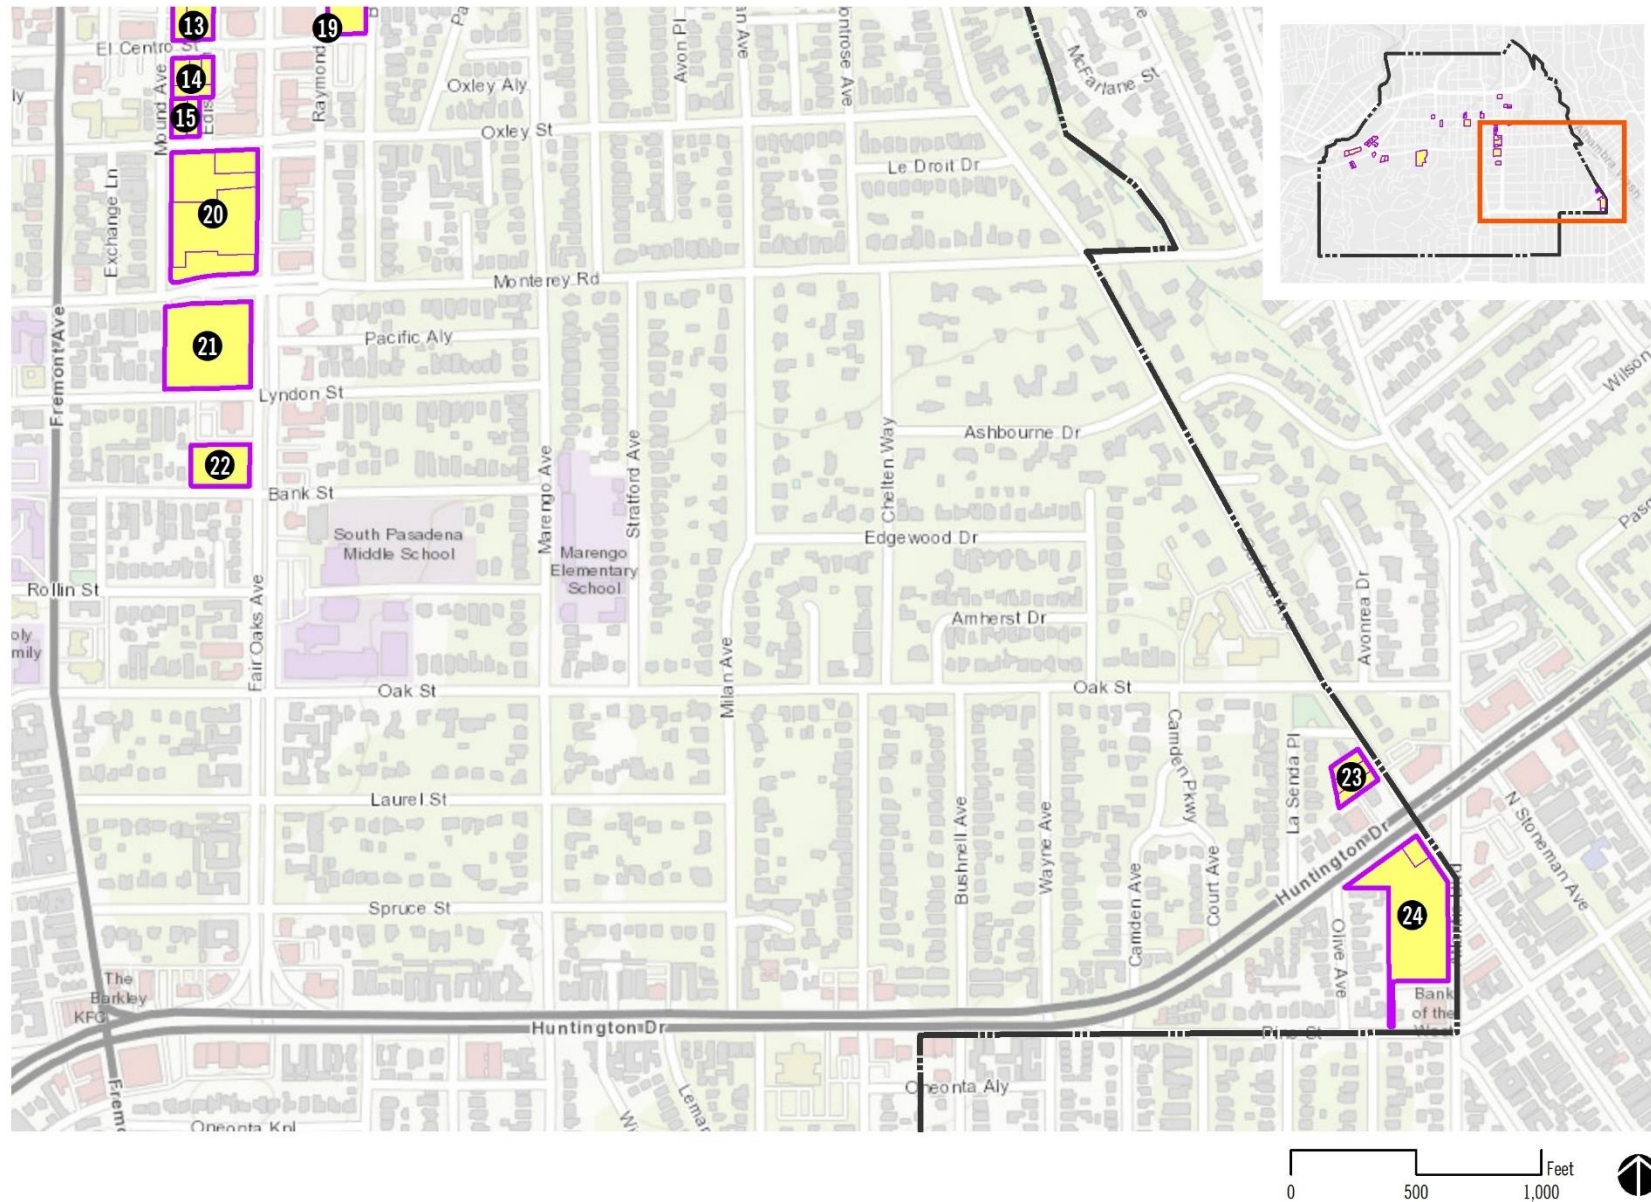 13
19
El Centro St
Avon Pl
McFarlane St
14
Mound Ave
Raymond
Oxley Aly
15
Oxley St
Le Droit Dr
Exchange Ln
20
Monterey Rd
Fremont Ave
21
Pacific Aly
Lyndon St
Wilson
Ashbourne Dr
Chelten Way
Stratford Ave
Marengo Ave
22
Bank St
South Pasadena
Middle School
Edgewood Dr
Marengo
Elementary
School
Rollin St
Fair Oaks Ave
Amherst Dr
Avonrea Dr
Milan Ave
Oak St
Oak St
Camden Pkwy
La Senda Pl
23
Laurel St
Bushnell Ave
Wayne Ave
Huntington Dr
N Stoneman Ave
Court Ave
Camden Ave
Spruce St
24
Olive Ave
The
Barkley
KFC
Bank
of the
West
Huntington Dr
Oneonta Aly
Oneonta Knl
Feet
0 500 1,000